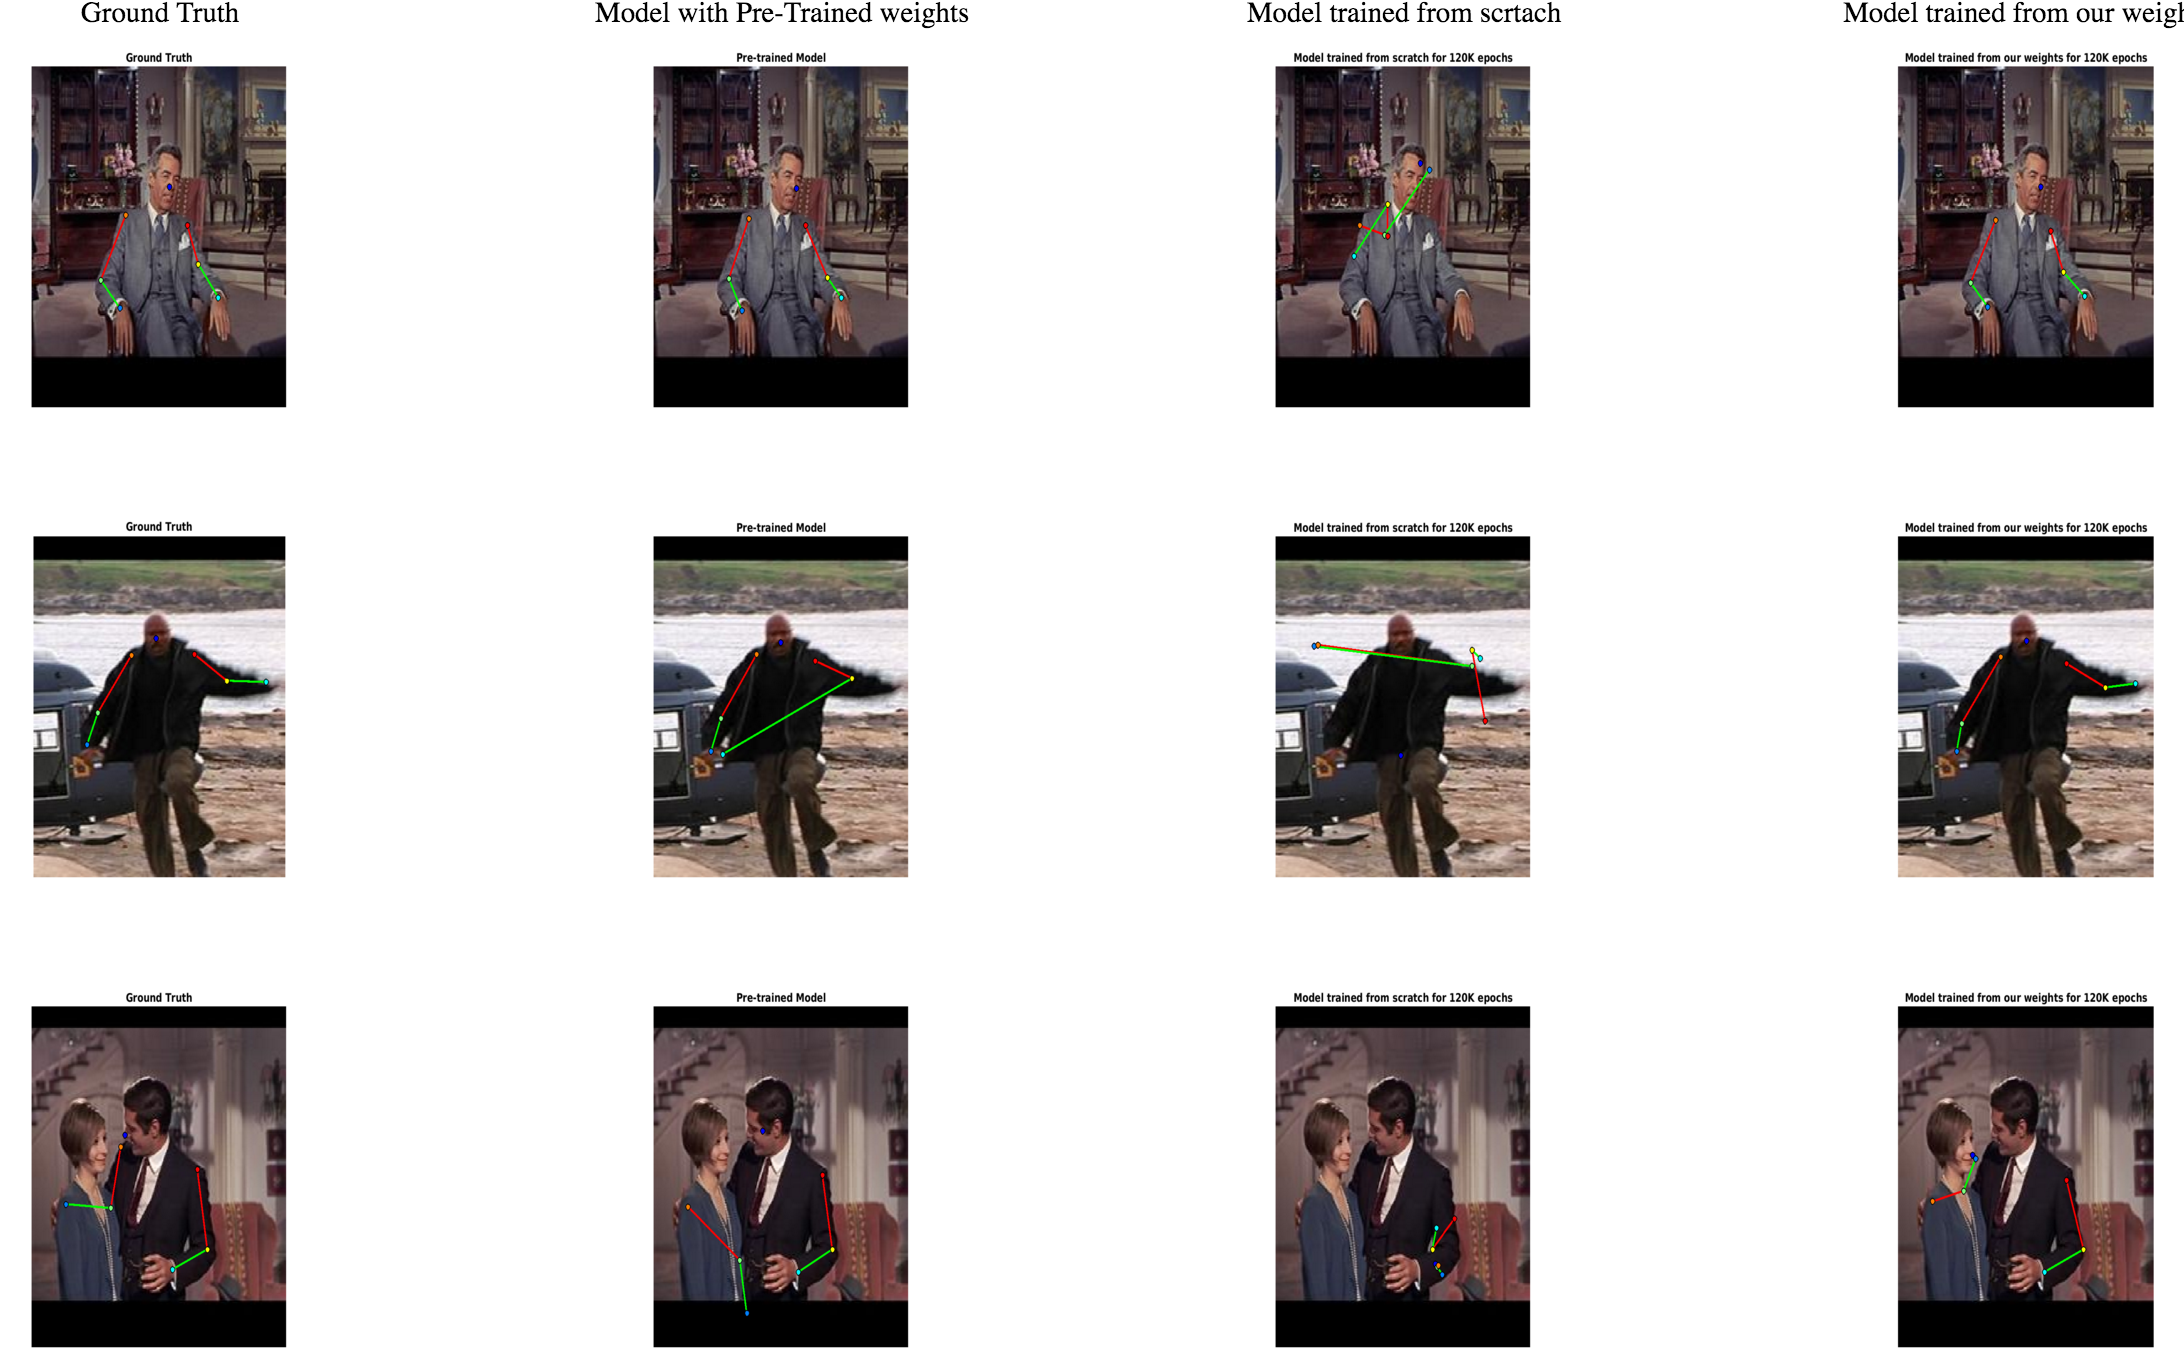 Ground Truth
Model with Pre-Trained weights
Model trained from scrtach
Model trained from our weigh
Ground Truth
Pre-trained Model
Model trained from scratch for 120K epochs
Model trained from our weights for 120K epochs
Ground Truth
Pre-trained Model
Model trained from scratch for 120K epochs
Model trained from our weights for 120K epochs
Ground Truth
Pre-trained Model
Model trained from scratch for 120K epochs
Model trained from our weights for 120K epochs